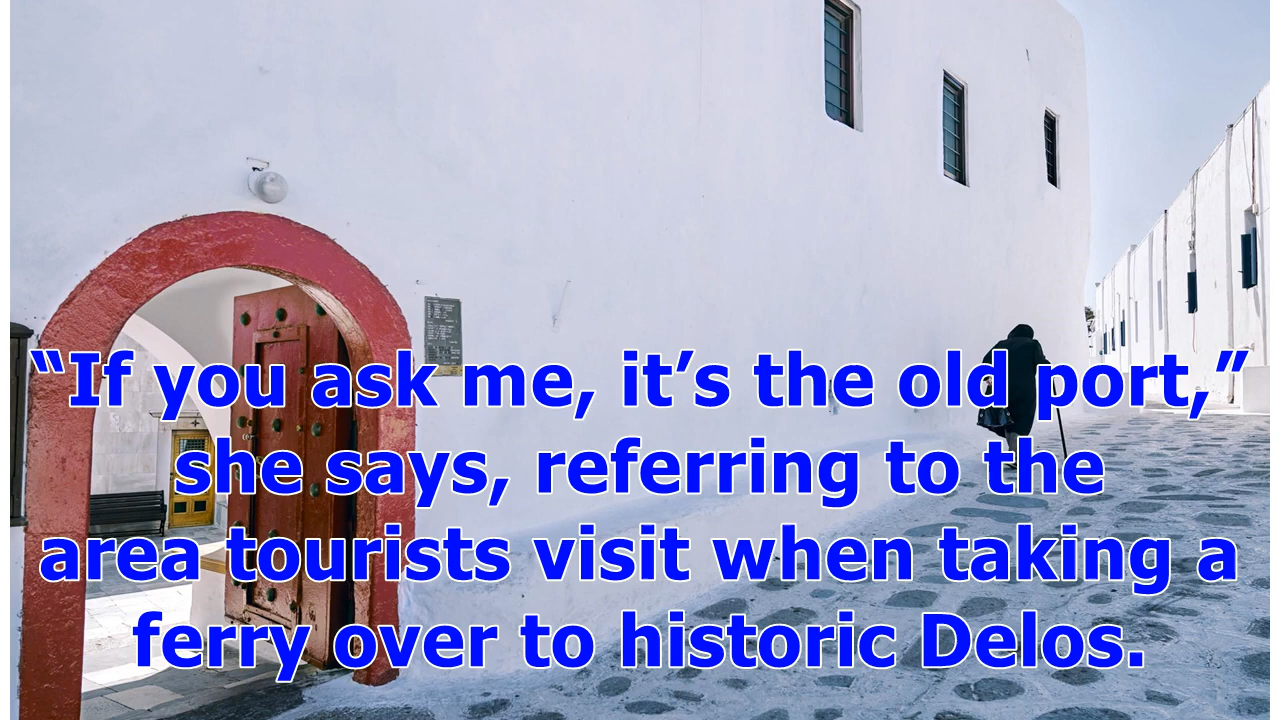 “If you ask me, it’s the old port,”
she says, referring to the
area tourists visit when taking a
ferry over to historic Delos.